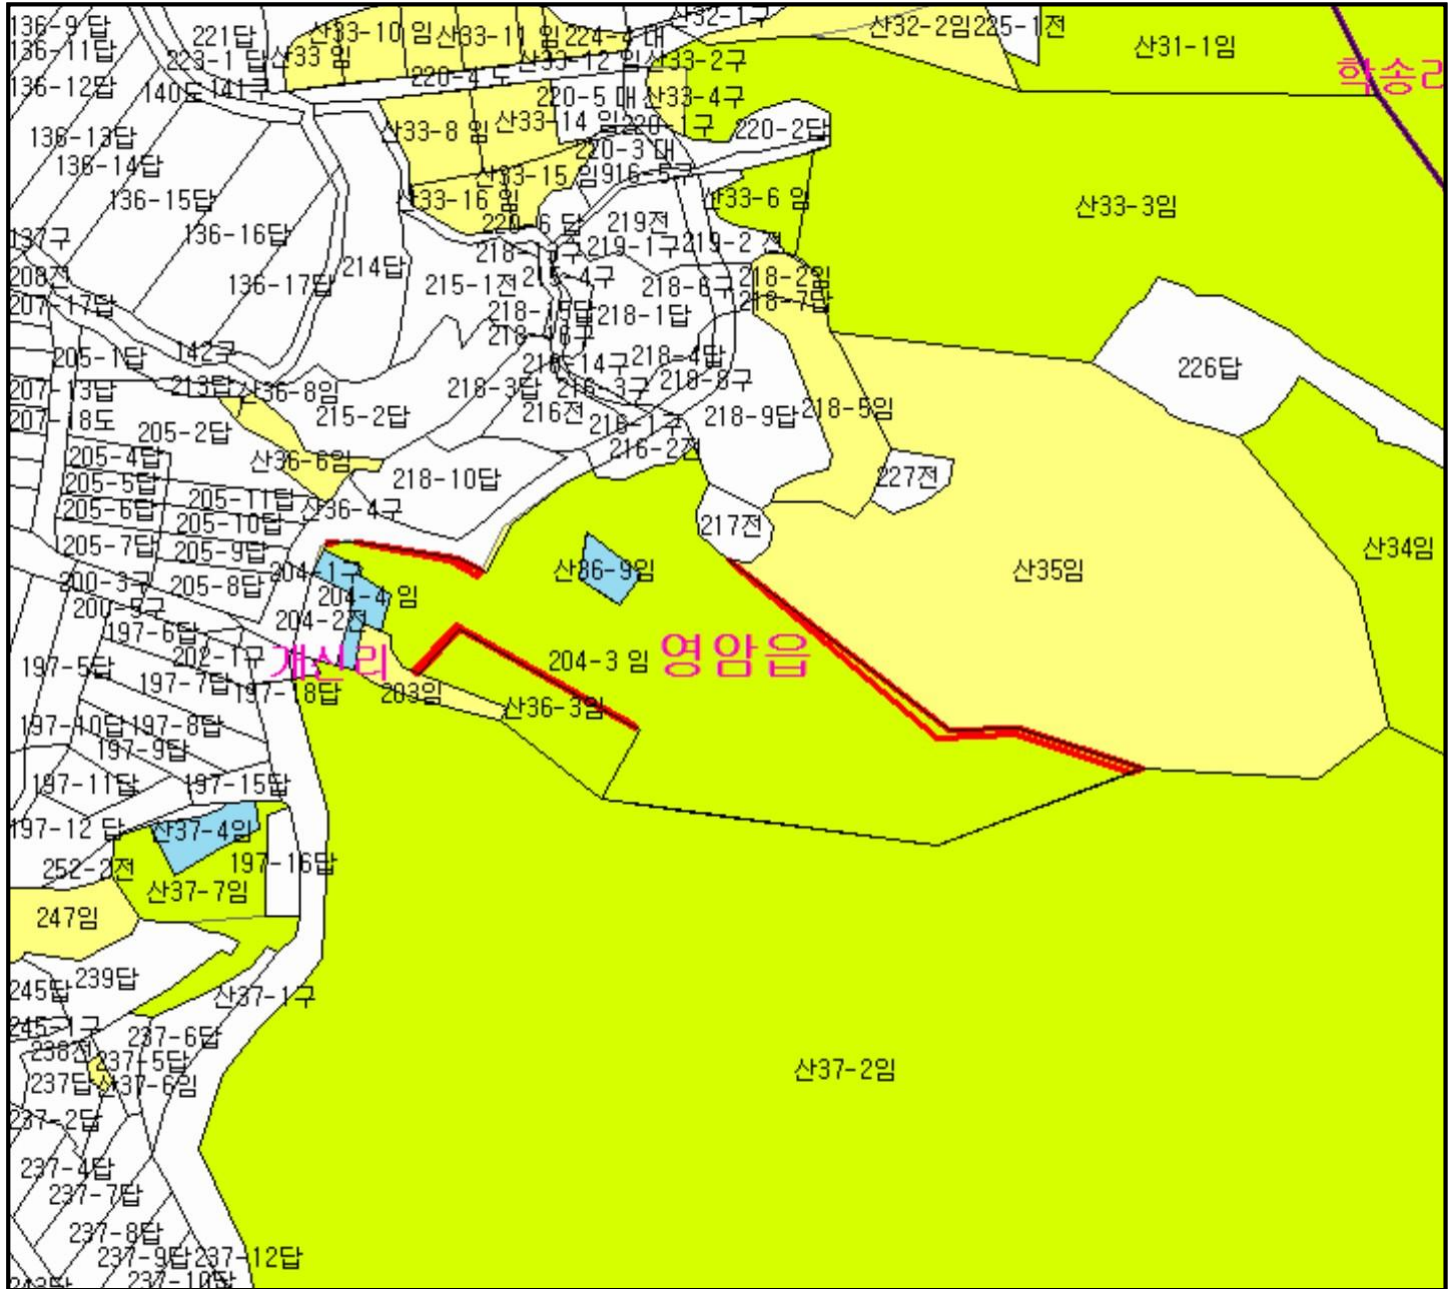 136-9답
221답
산33-10 임
산33-11 임
224-4 대
산32-1구
산32-2임
225-1전
산31-1임
136-11답
223-1 답
산33 임
산33-12 임
산33-2구
학송리
136-12답
140도
141구
220-4 도
220-5 대
산33-4구
136-13답
산33-8 임
산33-14 임
220-1구
220-2답
136-14답
220-3 대
산33-15 임
916-5구
136-15답
산33-16 임
산33-6 임
산33-3임
137구
136-16답
220-6 답
219전
219-1구
219-2 전
208전
136-17답
214답
215-1전
218-6구
218-2임
207-17답
218-1답
218-7답
205-1답
142구
218-4답
226답
207-13답
213답
산36-8임
218-3답
218-8구
207-18도
215-2답
216전
216-1구
218-9답
218-5임
205-2답
216-2전
205-4답
산36-6임
218-10답
227전
205-5답
205-11답
205-6답
205-10답
산36-4구
217전
205-7답
205-9답
204-1구
산36-9임
산35임
산34임
200-3구
205-8답
204-4 임
200-5구
204-2전
197-6답
202-1구
개신리
204-3 임
영암읍
197-5답
197-7답
197-18답
203임
산36-3임
197-10답
197-8답
197-9답
197-11답
197-15답
197-12 답
산37-4임
252-2전
197-16답
산37-7임
247임
239답
245답
산37-1구
245-1구
237-6답
238전
237-5답
237답
산37-6임
산37-2임
237-2답
237-4답
237-7답
237-8답
237-9답
237-12답
243답
237-10답